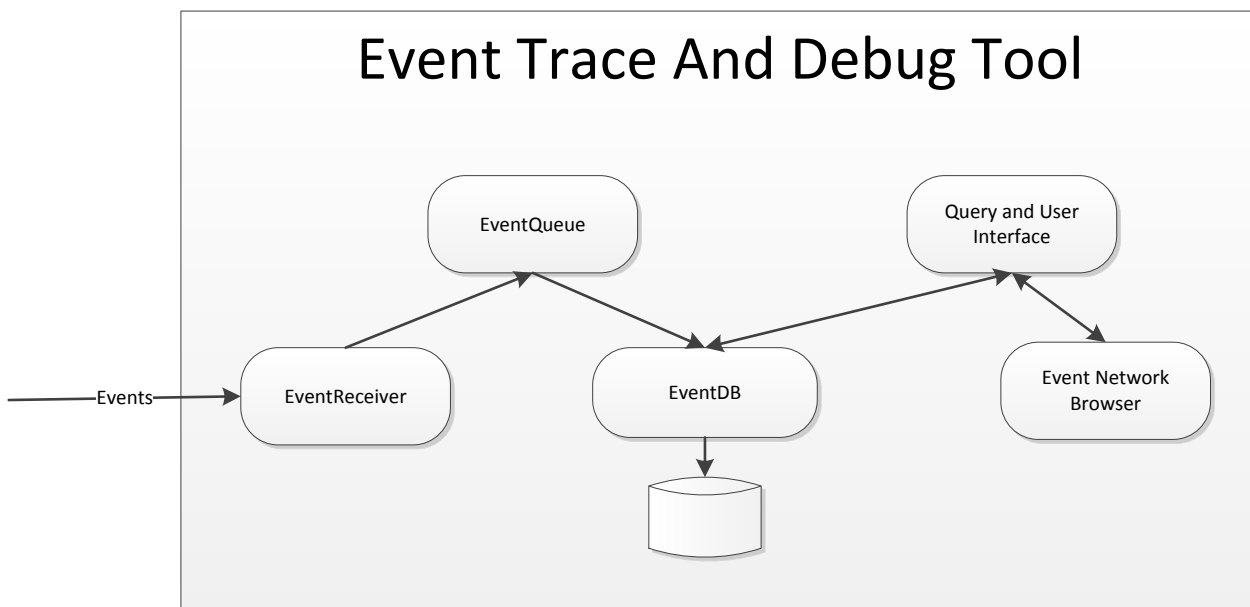 Event Trace And Debug Tool
EventQueue
Query and User
Interface
Events
EventReceiver
EventDB
Event Network
Browser